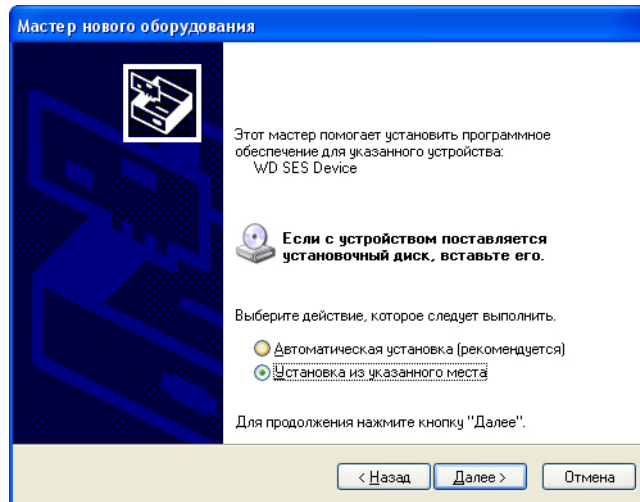 Мастер нового оборудования
Этот мастер помогает установить программное
обеспечение для указанного устройства:
WD SES Device
Если с устройством поставляется
установочный диск, вставьте его.
Выберите действие, которое следует выполнить.
Автоматическая установка (рекомендуется)
Установка из указанного места
Для продолжения нажмите кнопку "Далее".
< Назад
Далее >
Отмена